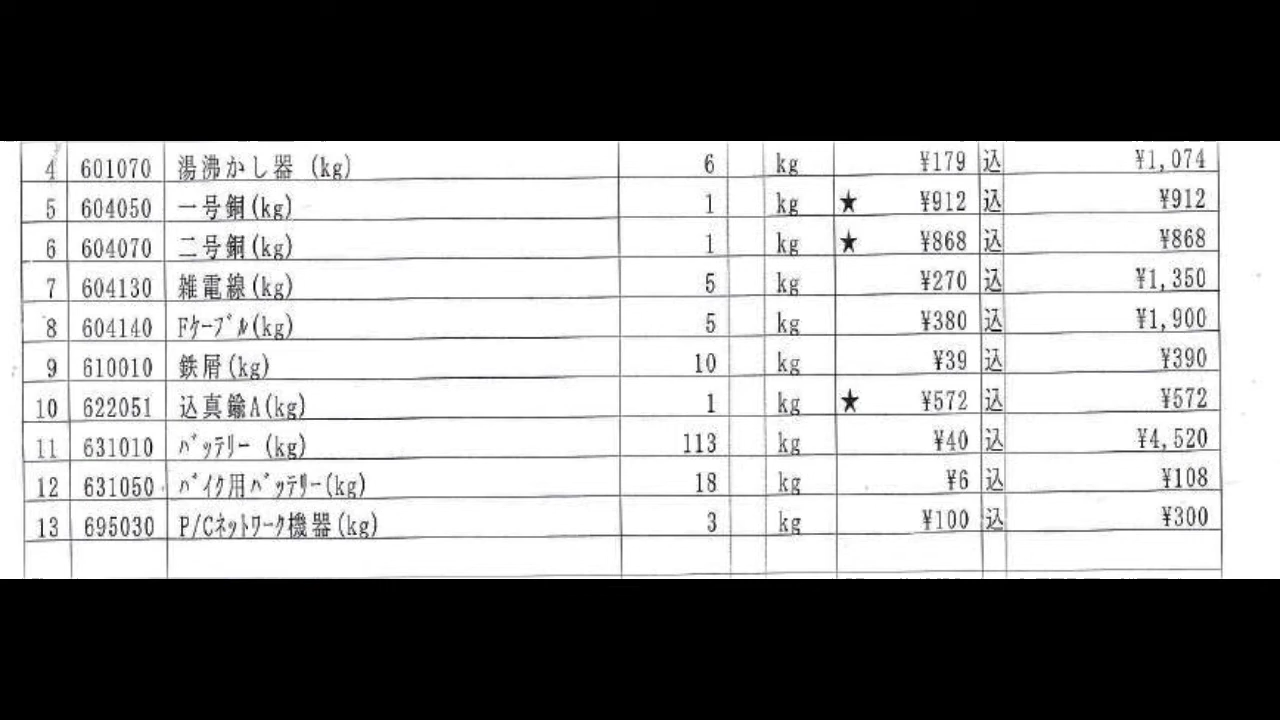 4 601070 湯沸かし器 (kg) 6 kg ¥179 込 ¥1,074
5 604050 一号銅(kg) 1 kg ★ ¥912 込 ¥912
6 604070 二号銅(kg) 1 kg ★ ¥868 込 ¥868
7 604130 雑電線(kg) 5 kg ¥270 込 ¥1,350
8 604140 Fｹｰﾌﾞﾙ(kg) 5 kg ¥380 込 ¥1,900
9 610010 鉄屑(kg) 10 kg ¥39 込 ¥390
10 622051 込真鍮A(kg) 1 kg ★ ¥572 込 ¥572
11 631010 ﾊﾞｯﾃﾘｰ (kg) 113 kg ¥40 込 ¥4,520
12 631050 ﾊﾞｲｸ用ﾊﾞｯﾃﾘｰ(kg) 18 kg ¥6 込 ¥108
13 695030 P/Cﾈｯﾄﾜｰｸ機器(kg) 3 kg ¥100 込 ¥300